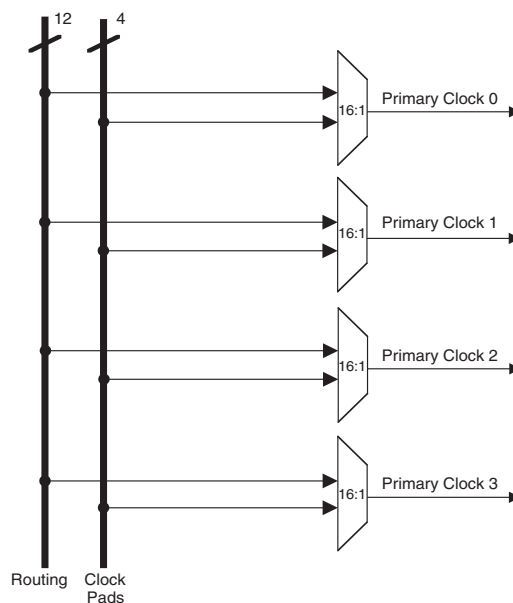 12
4
16:1
Primary Clock 0
16:1
Primary Clock 1
16:1
Primary Clock 2
16:1
Primary Clock 3
Routing
Clock
Pads